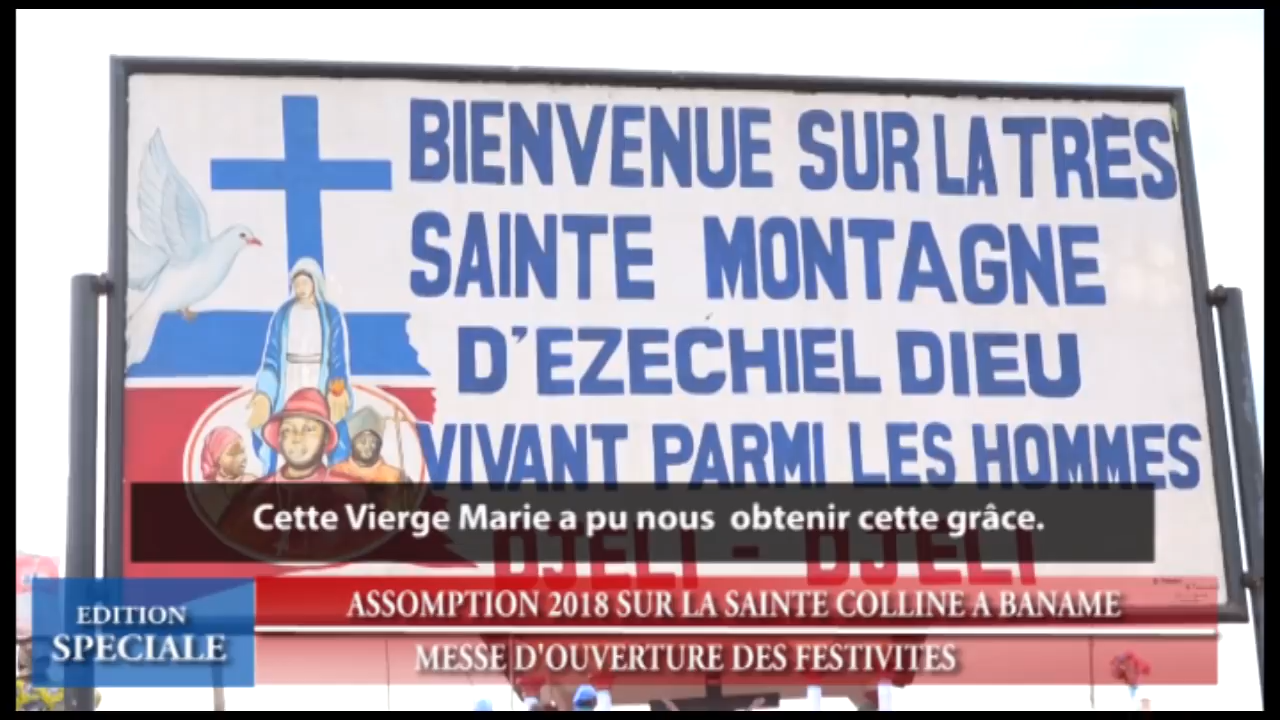 BIENVENUE SUR LA TRÈS
SAINTE MONTAGNE
D'EZECHIEL DIEU
VIVANT PARMI LES HOMMES
DJELI - DJELI
Cette Vierge Marie a pu nous obtenir cette grâce.
EDITION
SPECIALE
ASSOMPTION 2018 SUR LA SAINTE COLLINE A BANAME
MESSE D'OUVERTURE DES FESTIVITES